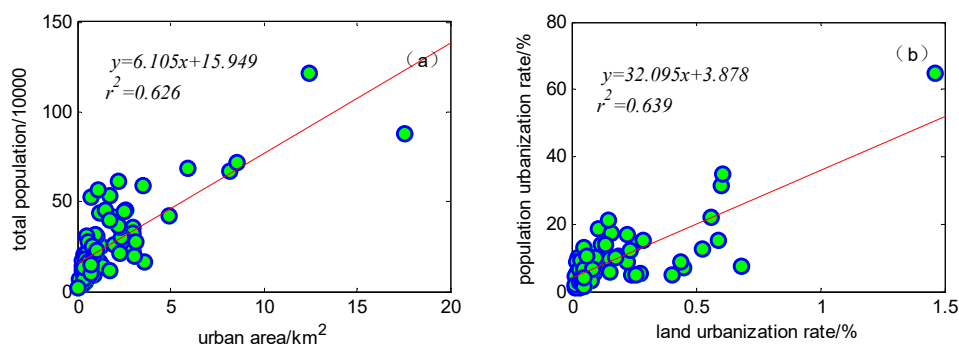 150
100
50
0
0
5
10
15
20
total population/10000
urban area/km2
y=6.105x+15.949
r2=0.626
（a）
80
60
40
20
0
0
0.5
1
1.5
population urbanization rate/%
land urbanization rate/%
y=32.095x+3.878
r2=0.639
（b）